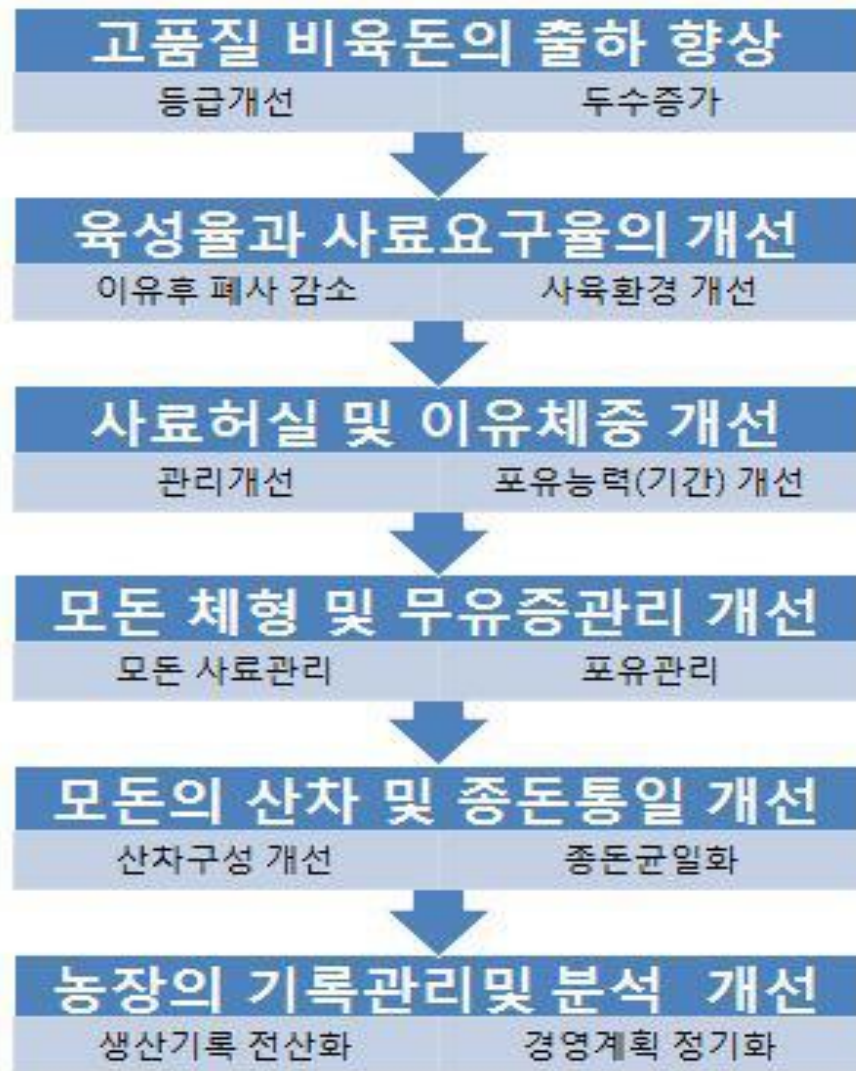 고품질 비육돈의 출하 향상
등급개선 두수증가
육성율과 사료요구율의 개선
이유후 폐사 감소 사육환경 개선
사료허실 및 이유체중 개선
관리개선 포유능력(기간) 개선
모돈 체형 및 무유증관리 개선
모돈 사료관리 포유관리
모돈의 산차 및 종돈통일 개선
산차구성 개선 종돈균일화
농장의 기록관리및 분석 개선
생산기록 전산화 경영계획 정기화